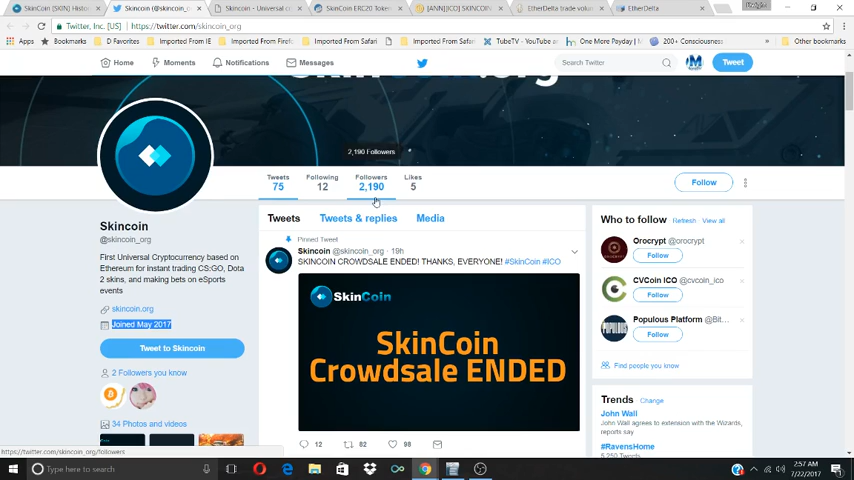 SkinCoin (SKIN) Histor
Skincoin (@skincoin_o
Skincoin – Universal c
SkinCoin ERC20 Token
[ANN][ICO] SKINCOIN
EtherDelta trade volum
EtherDelta
Twitter, Inc. [US]
https://twitter.com/skincoin_org
Apps
Bookmarks
D Favorites
Imported From IE
Imported From Firefo
Imported From Safari
Imported From Safari
TubeTV - YouTube
One More Payday | M
200+ Consciousness
Other bookmarks
Home
Moments
Notifications
Messages
Search Twitter
Tweet
.org
2,190 Followers
Tweets
75
Following
12
Followers
2,190
Likes
5
Follow
Skincoin
@skincoin_org
First Universal Cryptocurrency based on
Ethereum for instant trading CS:GO, Dota
2 skins, and making bets on eSports
events
skincoin.org
Joined May 2017
Tweet to Skincoin
2 Followers you know
34 Photos and videos
Tweets
Tweets & replies
Media
Pinned Tweet
Skincoin @skincoin_org · 19h
SKINCOIN CROWDSALE ENDED! THANKS, EVERYONE! #SkinCoin #ICO
SkinCoin
SkinCoin
Crowdsale ENDED
12
82
98
Who to follow
Refresh
View all
Orocrypt @orocrypt
Follow
CVCoin ICO @cvcoin_ico
Follow
Populous Platform @Bit...
Follow
Find people you know
Trends
Change
John Wall
John Wall agrees to extension with the Wizards,
reports say
#RavensHome
5,250 Tweets
https://twitter.com/skincoin_org/followers
Type here to search
2:57 AM
7/22/2017